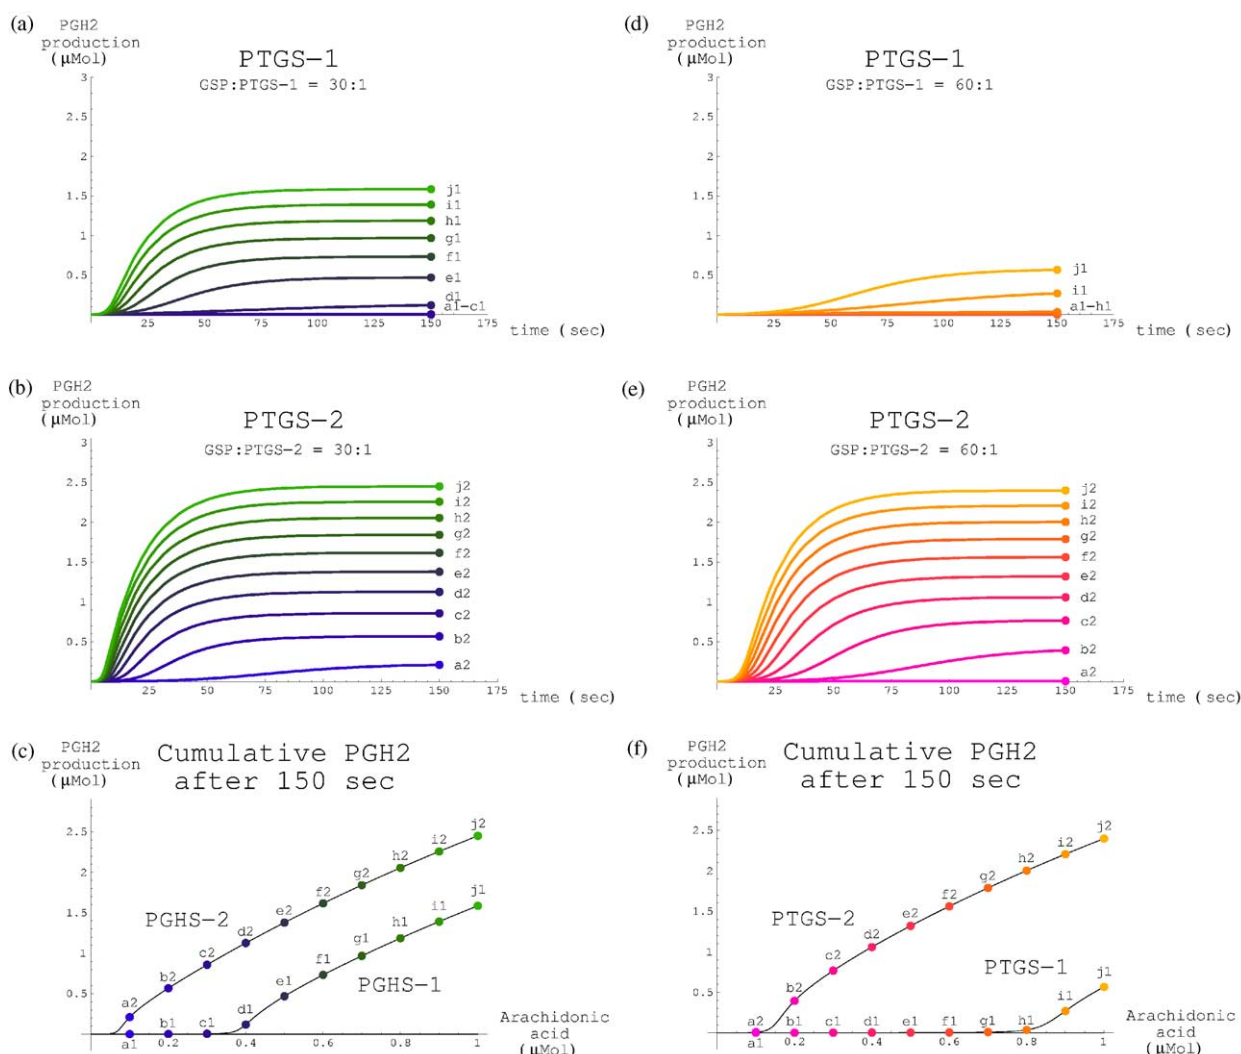 (a)
PGH2
production
(μMol)
PTGS-1
GSP:PTGS-1 = 30:1
3
2.5
2
1.5
1
0.5
j1
i1
h1
g1
f1
e1
d1
a1-c1
25
50
75
100
125
150
175
time (sec)
(d)
PGH2
production
(μMol)
PTGS-1
GSP:PTGS-1 = 60:1
3
2.5
2
1.5
1
0.5
j1
i1
a1-h1
25
50
75
100
125
150
175
time (sec)
(b)
PGH2
production
(μMol)
PTGS-2
GSP:PTGS-2 = 30:1
3
2.5
2
1.5
1
0.5
j2
i2
h2
g2
f2
e2
d2
c2
b2
a2
25
50
75
100
125
150
175
time (sec)
(e)
PGH2
production
(μMol)
PTGS-2
GSP:PTGS-2 = 60:1
3
2.5
2
1.5
1
0.5
j2
i2
h2
g2
f2
e2
d2
c2
b2
a2
25
50
75
100
125
150
175
time (sec)
(c)
PGH2
production
(μMol)
Cumulative PGH2
after 150 sec
2.5
2
1.5
1
0.5
a2
b2
c2
d2
e2
f2
g2
h2
i2
j2
PGHS-2
a1
b1
c1
d1
e1
f1
g1
h1
i1
j1
PGHS-1
0.2
0.4
0.6
0.8
1
Arachidonic
acid
(μMol)
(f)
PGH2
production
(μMol)
Cumulative PGH2
after 150 sec
2.5
2
1.5
1
0.5
a2
b2
c2
d2
e2
f2
g2
h2
i2
j2
PTGS-2
a1
b1
c1
d1
e1
f1
g1
h1
i1
j1
PTGS-1
0.2
0.4
0.6
0.8
1
Arachidonic
acid
(μMol)